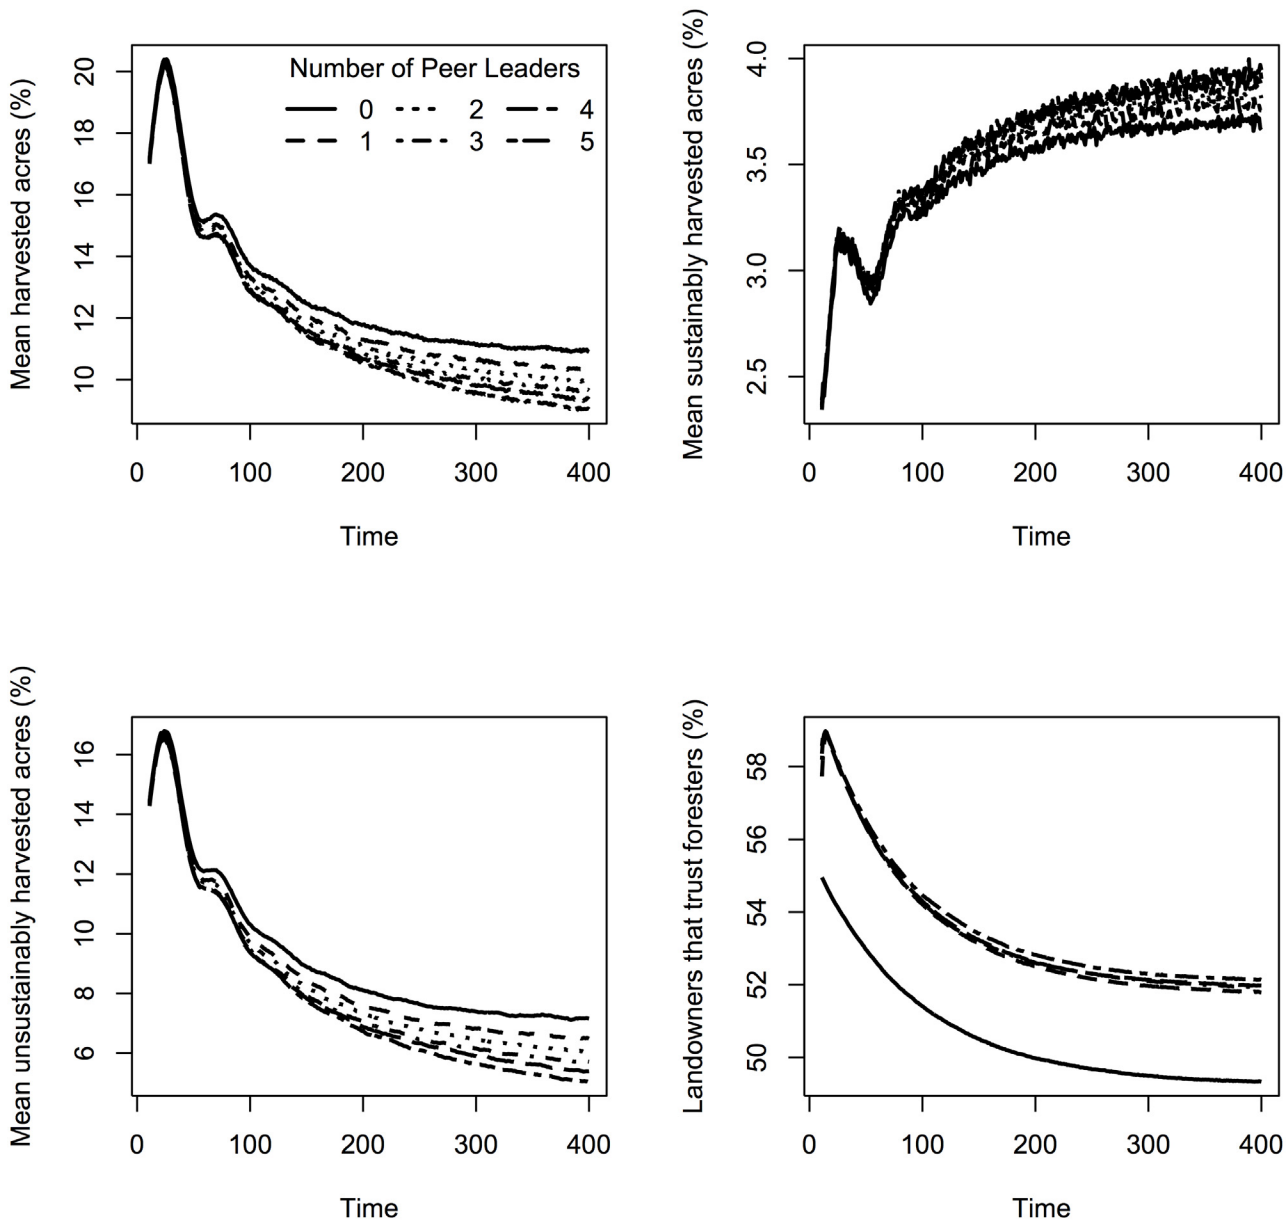 Mean harvested acres (%)
20
18
16
14
12
10
Number of Peer Leaders
0 2 4
1 3 5
0 100 200 300 400
Time
Mean sustainably harvested acres (%)
4.0
3.5
3.0
2.5
0 100 200 300 400
Time
Mean unsustainably harvested acres (%)
16
14
12
10
8
6
0 100 200 300 400
Time
Landowners that trust foresters (%)
58
56
54
52
50
0 100 200 300 400
Time